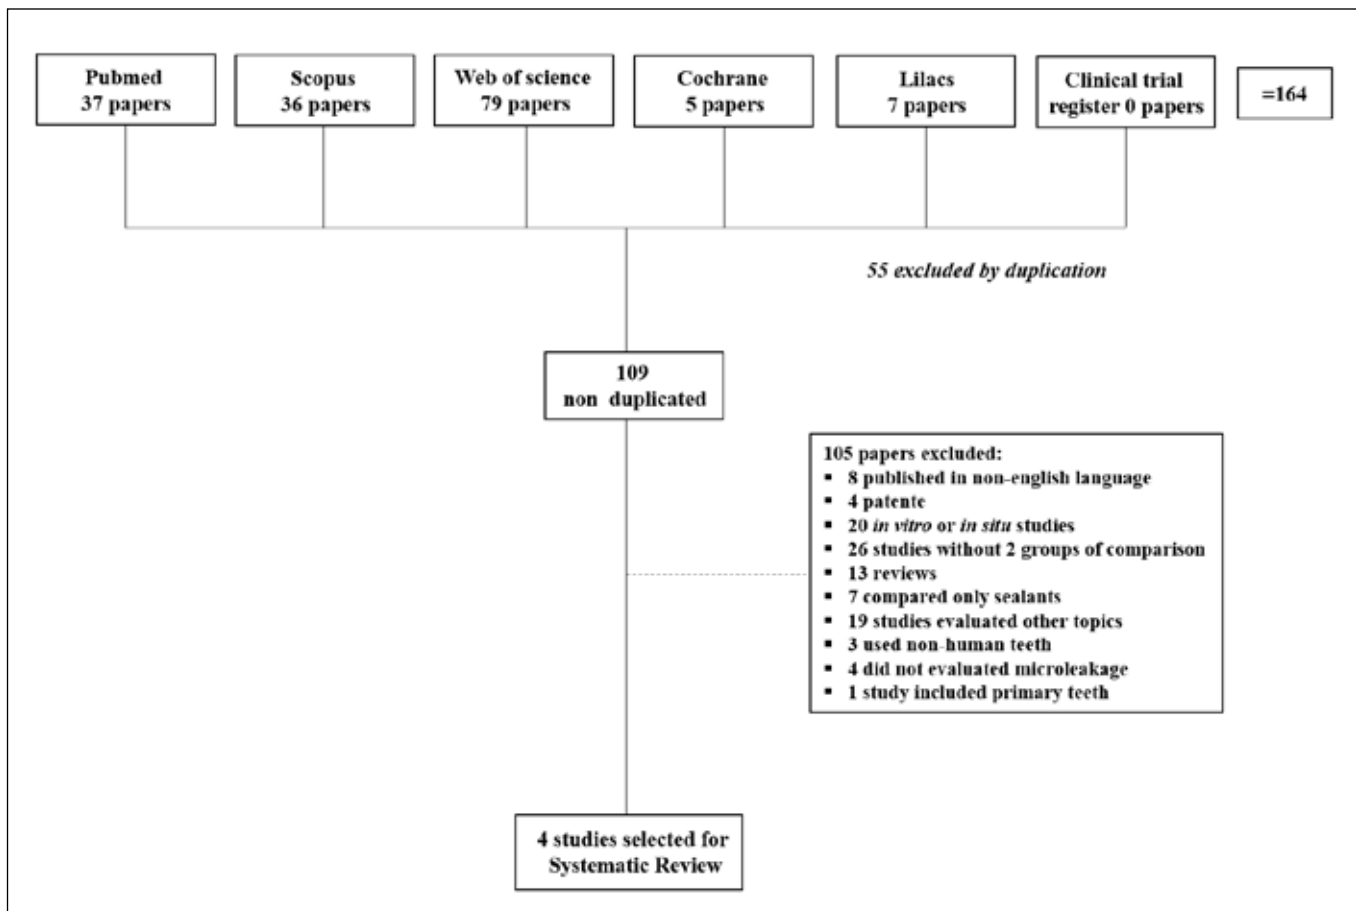 Pubmed
37 papers
Scopus
36 papers
Web of science
79 papers
Cochrane
5 papers
Lilacs
7 papers
Clinical trial
register 0 papers
=164
55 excluded by duplication
109
non duplicated
105 papers excluded:
▪ 8 published in non-english language
▪ 4 patente
▪ 20 in vitro or in situ studies
▪ 26 studies without 2 groups of comparison
▪ 13 reviews
▪ 7 compared only sealants
▪ 19 studies evaluated other topics
▪ 3 used non-human teeth
▪ 4 did not evaluated microleakage
▪ 1 study included primary teeth
4 studies selected for
Systematic Review